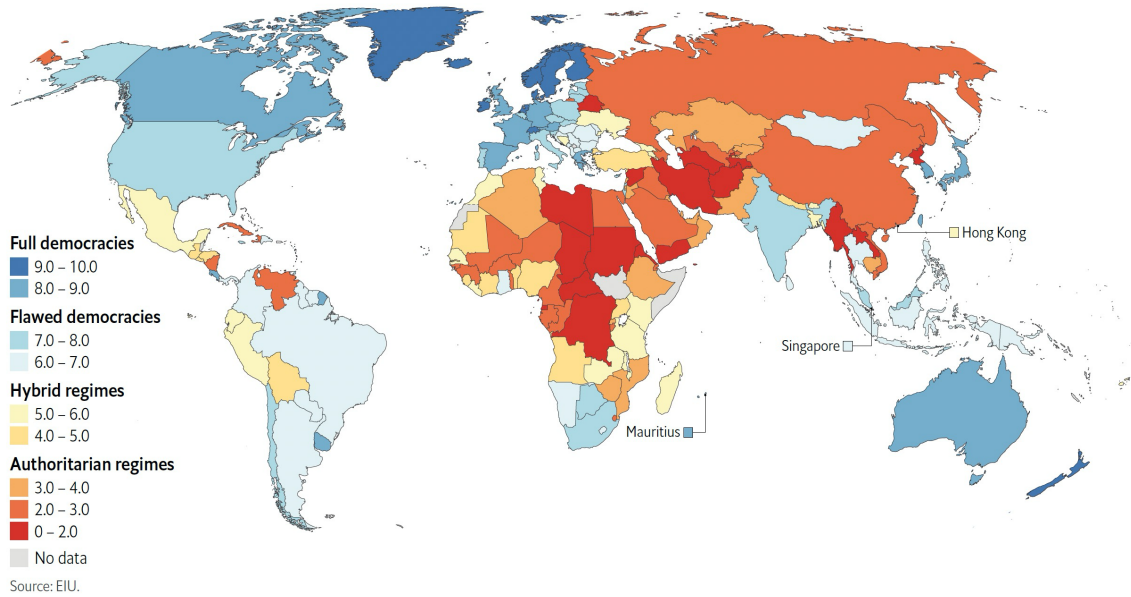 Full democracies
9.0 – 10.0
8.0 – 9.0
Flawed democracies
7.0 – 8.0
6.0 – 7.0
Hybrid regimes
5.0 – 6.0
4.0 – 5.0
Authoritarian regimes
3.0 – 4.0
2.0 – 3.0
0 – 2.0
No data
Source: EIU.
Hong Kong
Singapore
Mauritius